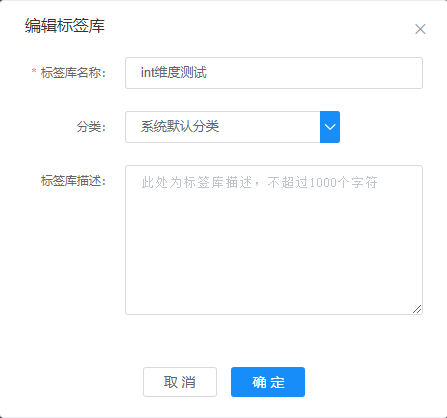 编辑标签库
* 标签库名称： int维度测试
分类： 系统默认分类
标签库描述： 此处为标签库描述，不超过1000个字符
取 消 确 定